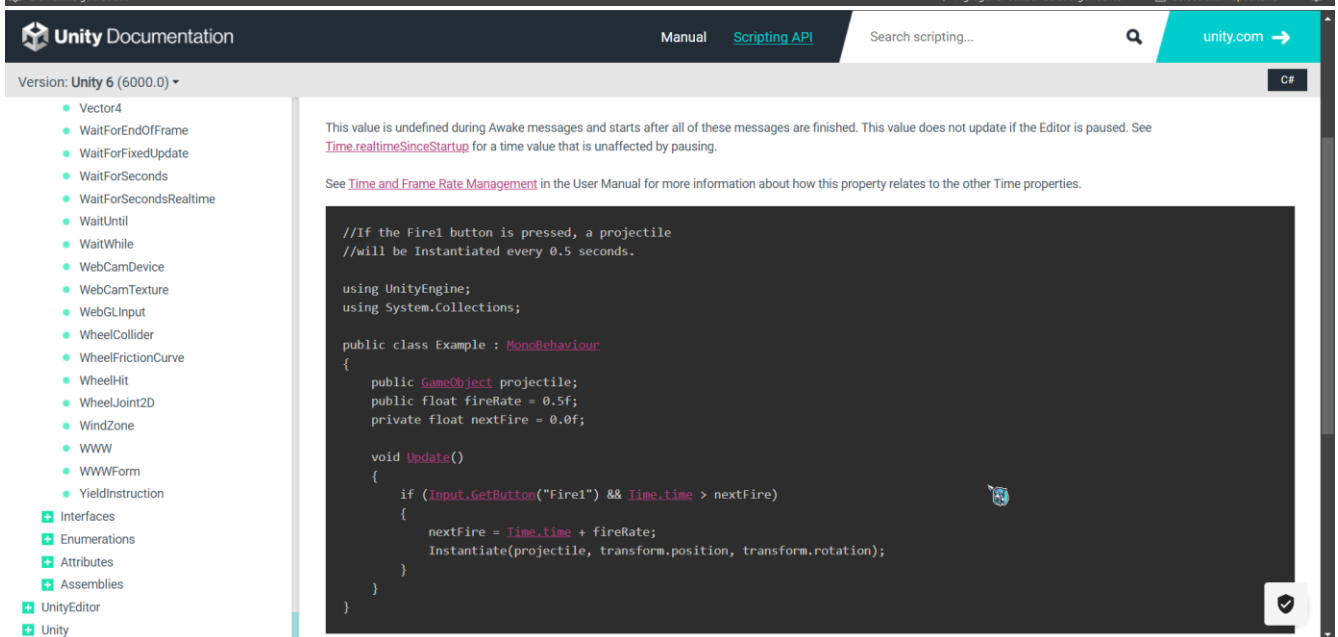 Unity Documentation
Manual
Scripting API
Search scripting...
unity.com
Version: Unity 6 (6000.0)
C#
Vector4
WaitForEndOfFrame
WaitForFixedUpdate
WaitForSeconds
WaitForSecondsRealtime
WaitUntil
WaitWhile
WebCamDevice
WebCamTexture
WebGLInput
WheelCollider
WheelFrictionCurve
WheelHit
WheelJoint2D
WindZone
WWW
WWWForm
YieldInstruction
Interfaces
Enumerations
Attributes
Assemblies
UnityEditor
Unity
This value is undefined during Awake messages and starts after all of these messages are finished. This value does not update if the Editor is paused. See
Time.realtimeSinceStartup for a time value that is unaffected by pausing.
See Time and Frame Rate Management in the User Manual for more information about how this property relates to the other Time properties.
//If the Fire1 button is pressed, a projectile
//will be Instantiated every 0.5 seconds.
using UnityEngine;
using System.Collections;
public class Example : MonoBehaviour
{
public GameObject projectile;
public float fireRate = 0.5f;
private float nextFire = 0.0f;
void Update()
{
if (Input.GetButton("Fire1") && Time.time > nextFire)
{
nextFire = Time.time + fireRate;
Instantiate(projectile, transform.position, transform.rotation);
}
}
}